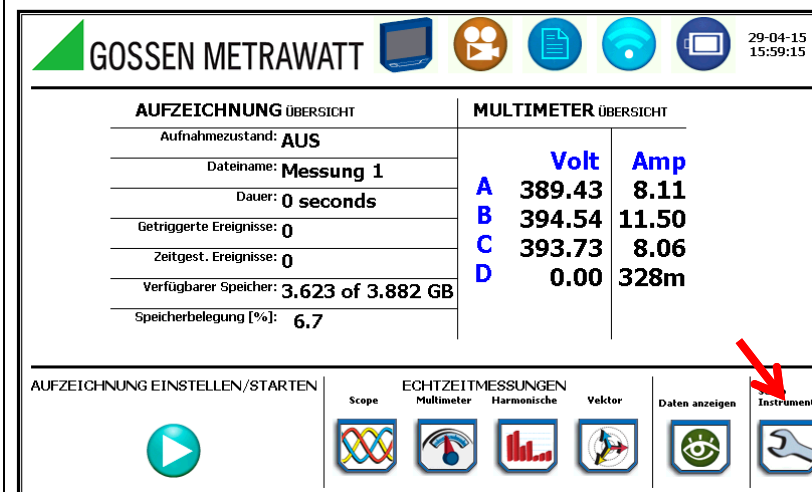 GOSSEN METRAWATT
29-04-15
15:59:15
AUFZEICHNUNG ÜBERSICHT
Aufnahmezustand: AUS
Dateiname: Messung 1
Dauer: 0 seconds
Getriggerte Ereignisse: 0
Zeitgest. Ereignisse: 0
Verfügbarer Speicher: 3.623 of 3.882 GB
Speicherbelegung [%]: 6.7
MULTIMETER ÜBERSICHT
Volt Amp
A 389.43 8.11
B 394.54 11.50
C 393.73 8.06
D 0.00 328m
AUFZEICHNUNG EINSTELLEN/STARTEN
ECHTZEITMESSUNGEN
Scope Multimeter Harmonische Vektor
Daten anzeigen
Instrument